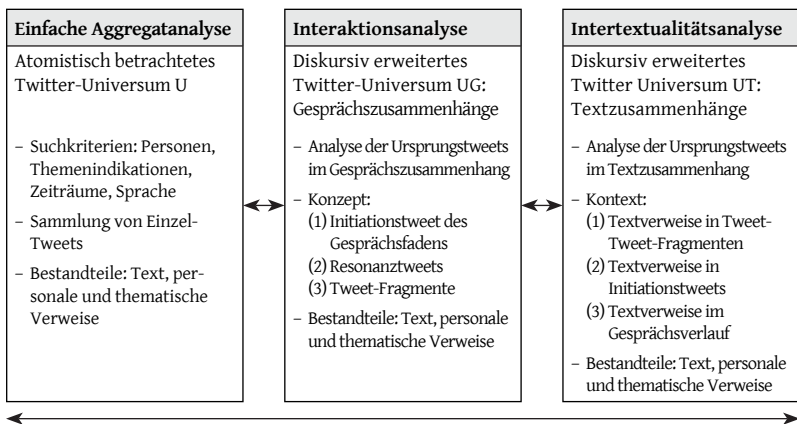 Einfache Aggregatanalyse
Atomistisch betrachtetes
Twitter-Universum U
– Suchkriterien: Personen,
Themenindikationen,
Zeiträume, Sprache
– Sammlung von Einzel-
Tweets
– Bestandteile: Text, per-
sonale und thematische
Verweise
Interaktionsanalyse
Diskursiv erweitertes
Twitter-Universum UG:
Gesprächszusammenhänge
– Analyse der Ursprungstweets
im Gesprächszusammenhang
– Konzept:
(1) Initiationstweet des
Gesprächsfadens
(2) Resonanztweets
(3) Tweet-Fragmente
– Bestandteile: Text, personale
und thematische Verweise
Intertextualitätsanalyse
Diskursiv erweitertes
Twitter Universum UT:
Textzusammenhänge
– Analyse der Ursprungstweets
im Textzusammenhang
– Kontext:
(1) Textverweise in Tweet-
Tweet-Fragmenten
(2) Textverweise in
Initiationstweets
(3) Textverweise im
Gesprächsverlauf
– Bestandteile: Text, personale
und thematische Verweise